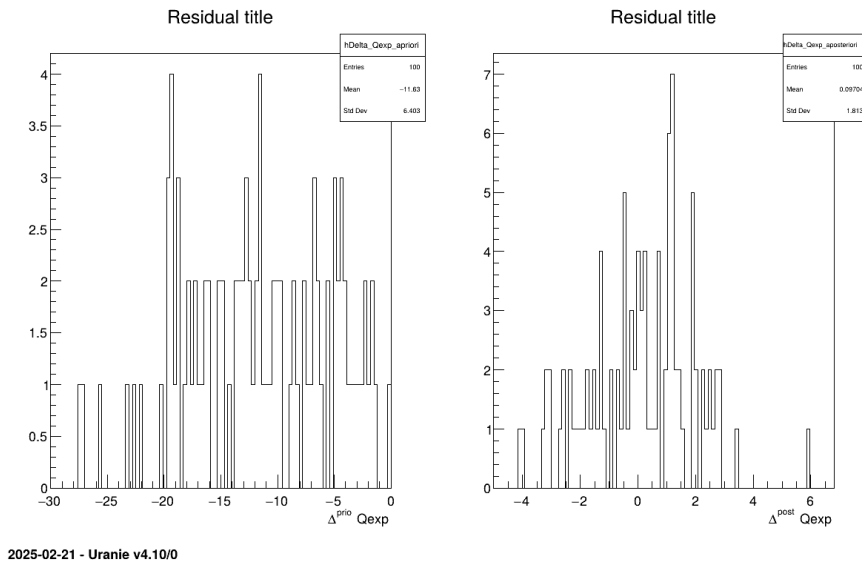 Residual title
hDelta_Qexp_apriori
Entries 100
Mean −11.63
Std Dev 6.403
4
3.5
3
2.5
2
1.5
1
0.5
0
−30 −25 −20 −15 −10 −5 0
Δprio Qexp
Residual title
hDelta_Qexp_aposteriori
Entries 100
Mean 0.09704
Std Dev 1.813
7
6
5
4
3
2
1
0
−4 −2 0 2 4 6
Δpost Qexp
2025-02-21 - Uranie v4.10/0